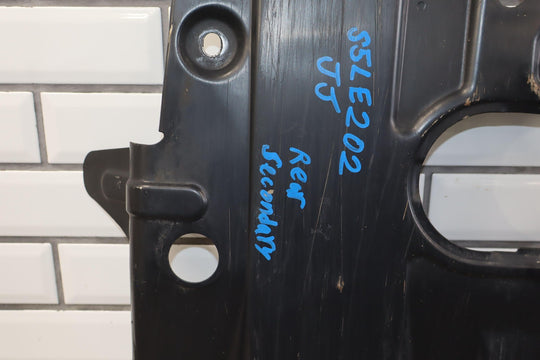 S5LE202
JJ
Rear
Secondary